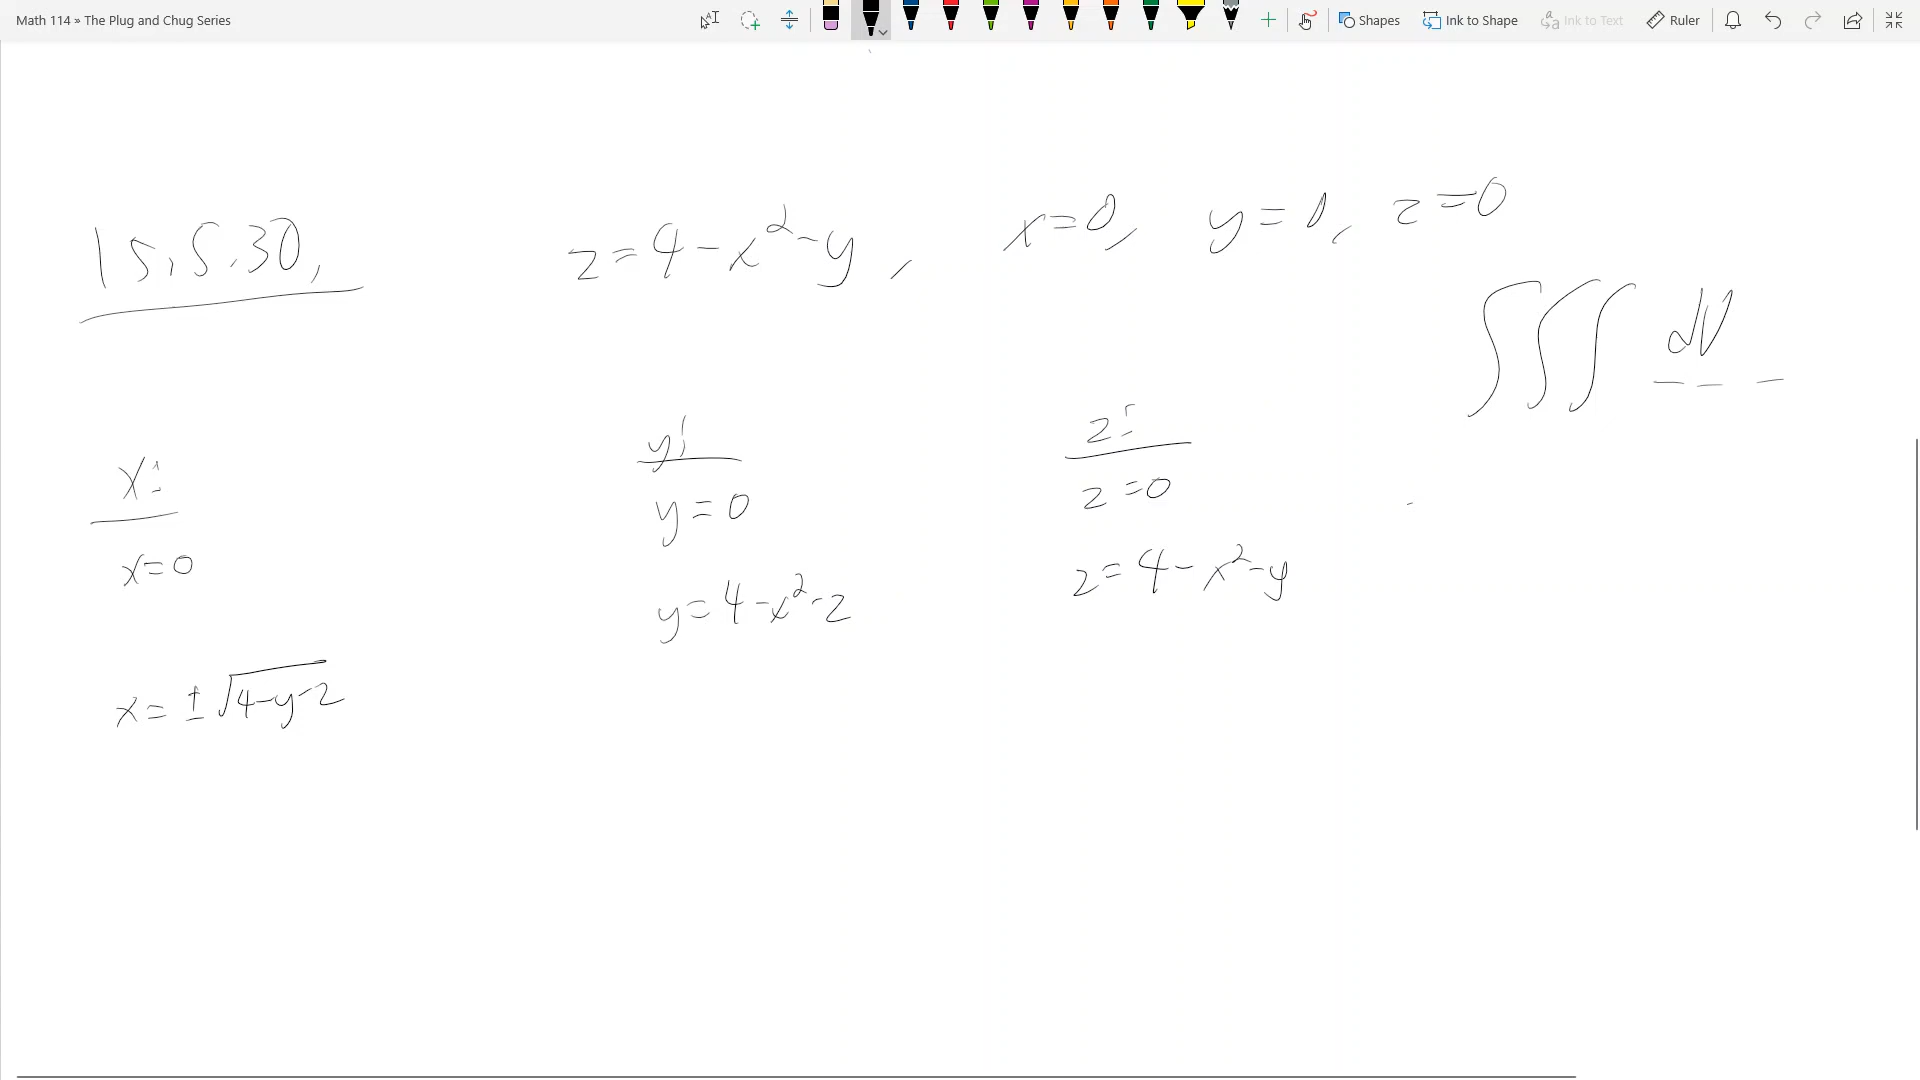 Math 114 » The Plug and Chug Series
Shapes
Ink to Shape
Ink to Text
Ruler
15.5.30, z=4-x²-y, x=0, y=0, z=0
∫∫∫ dV
x: y: z:
x=0 y=0 z=0
y=4-x²-z z=4-x²-y
x=±√4-y-z